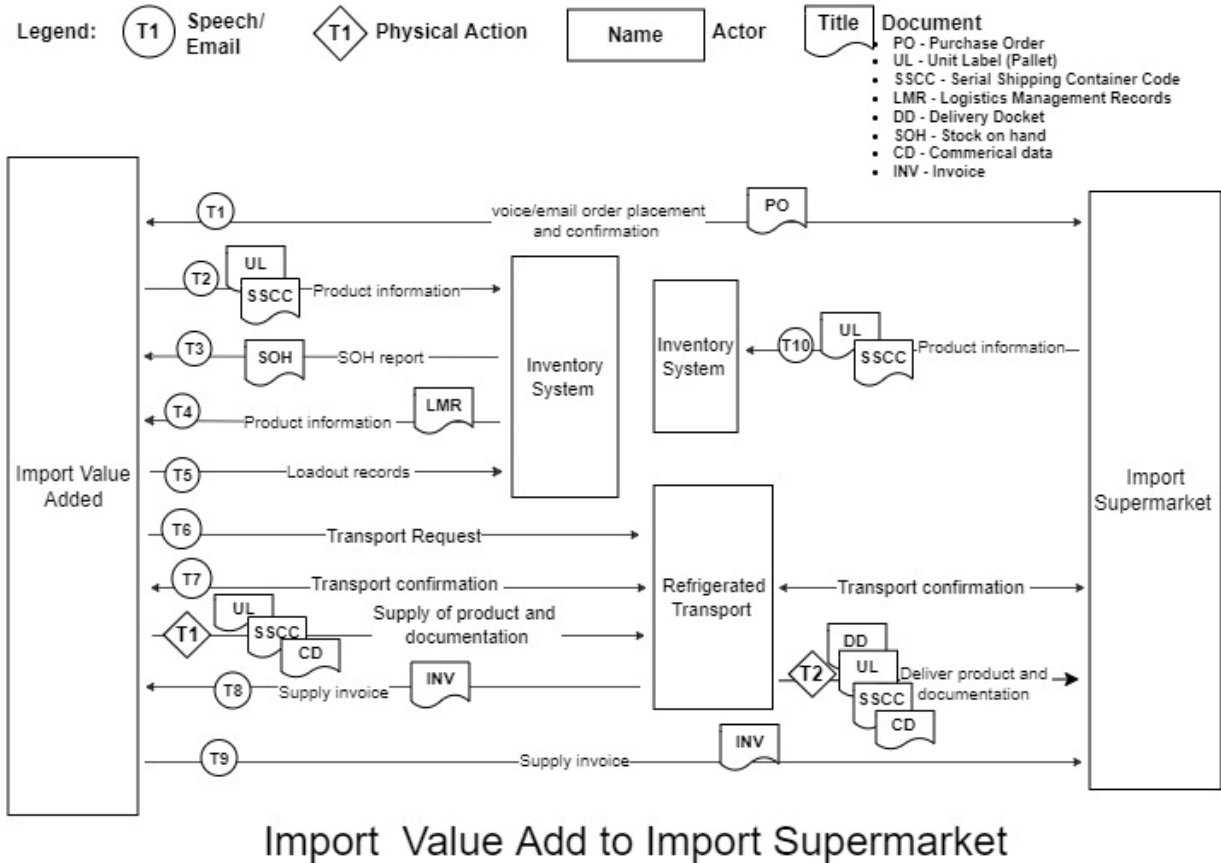 Legend:
T1
Speech/
Email
T1
Physical Action
Name
Actor
Title
Document
• PO - Purchase Order
• UL - Unit Label (Pallet)
• SSCC - Serial Shipping Container Code
• LMR - Logistics Management Records
• DD - Delivery Docket
• SOH - Stock on hand
• CD - Commerical data
• INV - Invoice
Import Value
Added
T1
voice/email order placement
and confirmation
PO
T2
UL
SSCC
Product information
T3
SOH
SOH report
T4
Product information
LMR
T5
Loadout records
Inventory
System
Inventory
System
T10
UL
SSCC
Product information
Import
Supermarket
T6
Transport Request
T7
Transport confirmation
Refrigerated
Transport
Transport confirmation
T1
UL
SSCC
CD
Supply of product and
documentation
T2
DD
UL
SSCC
CD
Deliver product and
documentation
T8
Supply invoice
INV
T9
Supply invoice
INV
Import Value Add to Import Supermarket